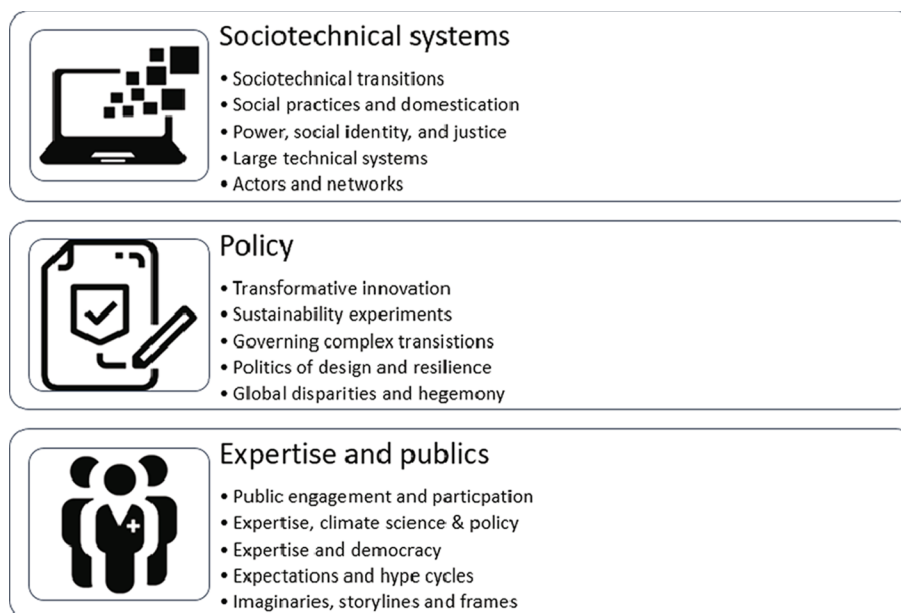 Sociotechnical systems
• Sociotechnical transitions
• Social practices and domestication
• Power, social identity, and justice
• Large technical systems
• Actors and networks
Policy
• Transformative innovation
• Sustainability experiments
• Governing complex transistions
• Politics of design and resilience
• Global disparities and hegemony
Expertise and publics
• Public engagement and particpation
• Expertise, climate science & policy
• Expertise and democracy
• Expectations and hype cycles
• Imaginaries, storylines and frames